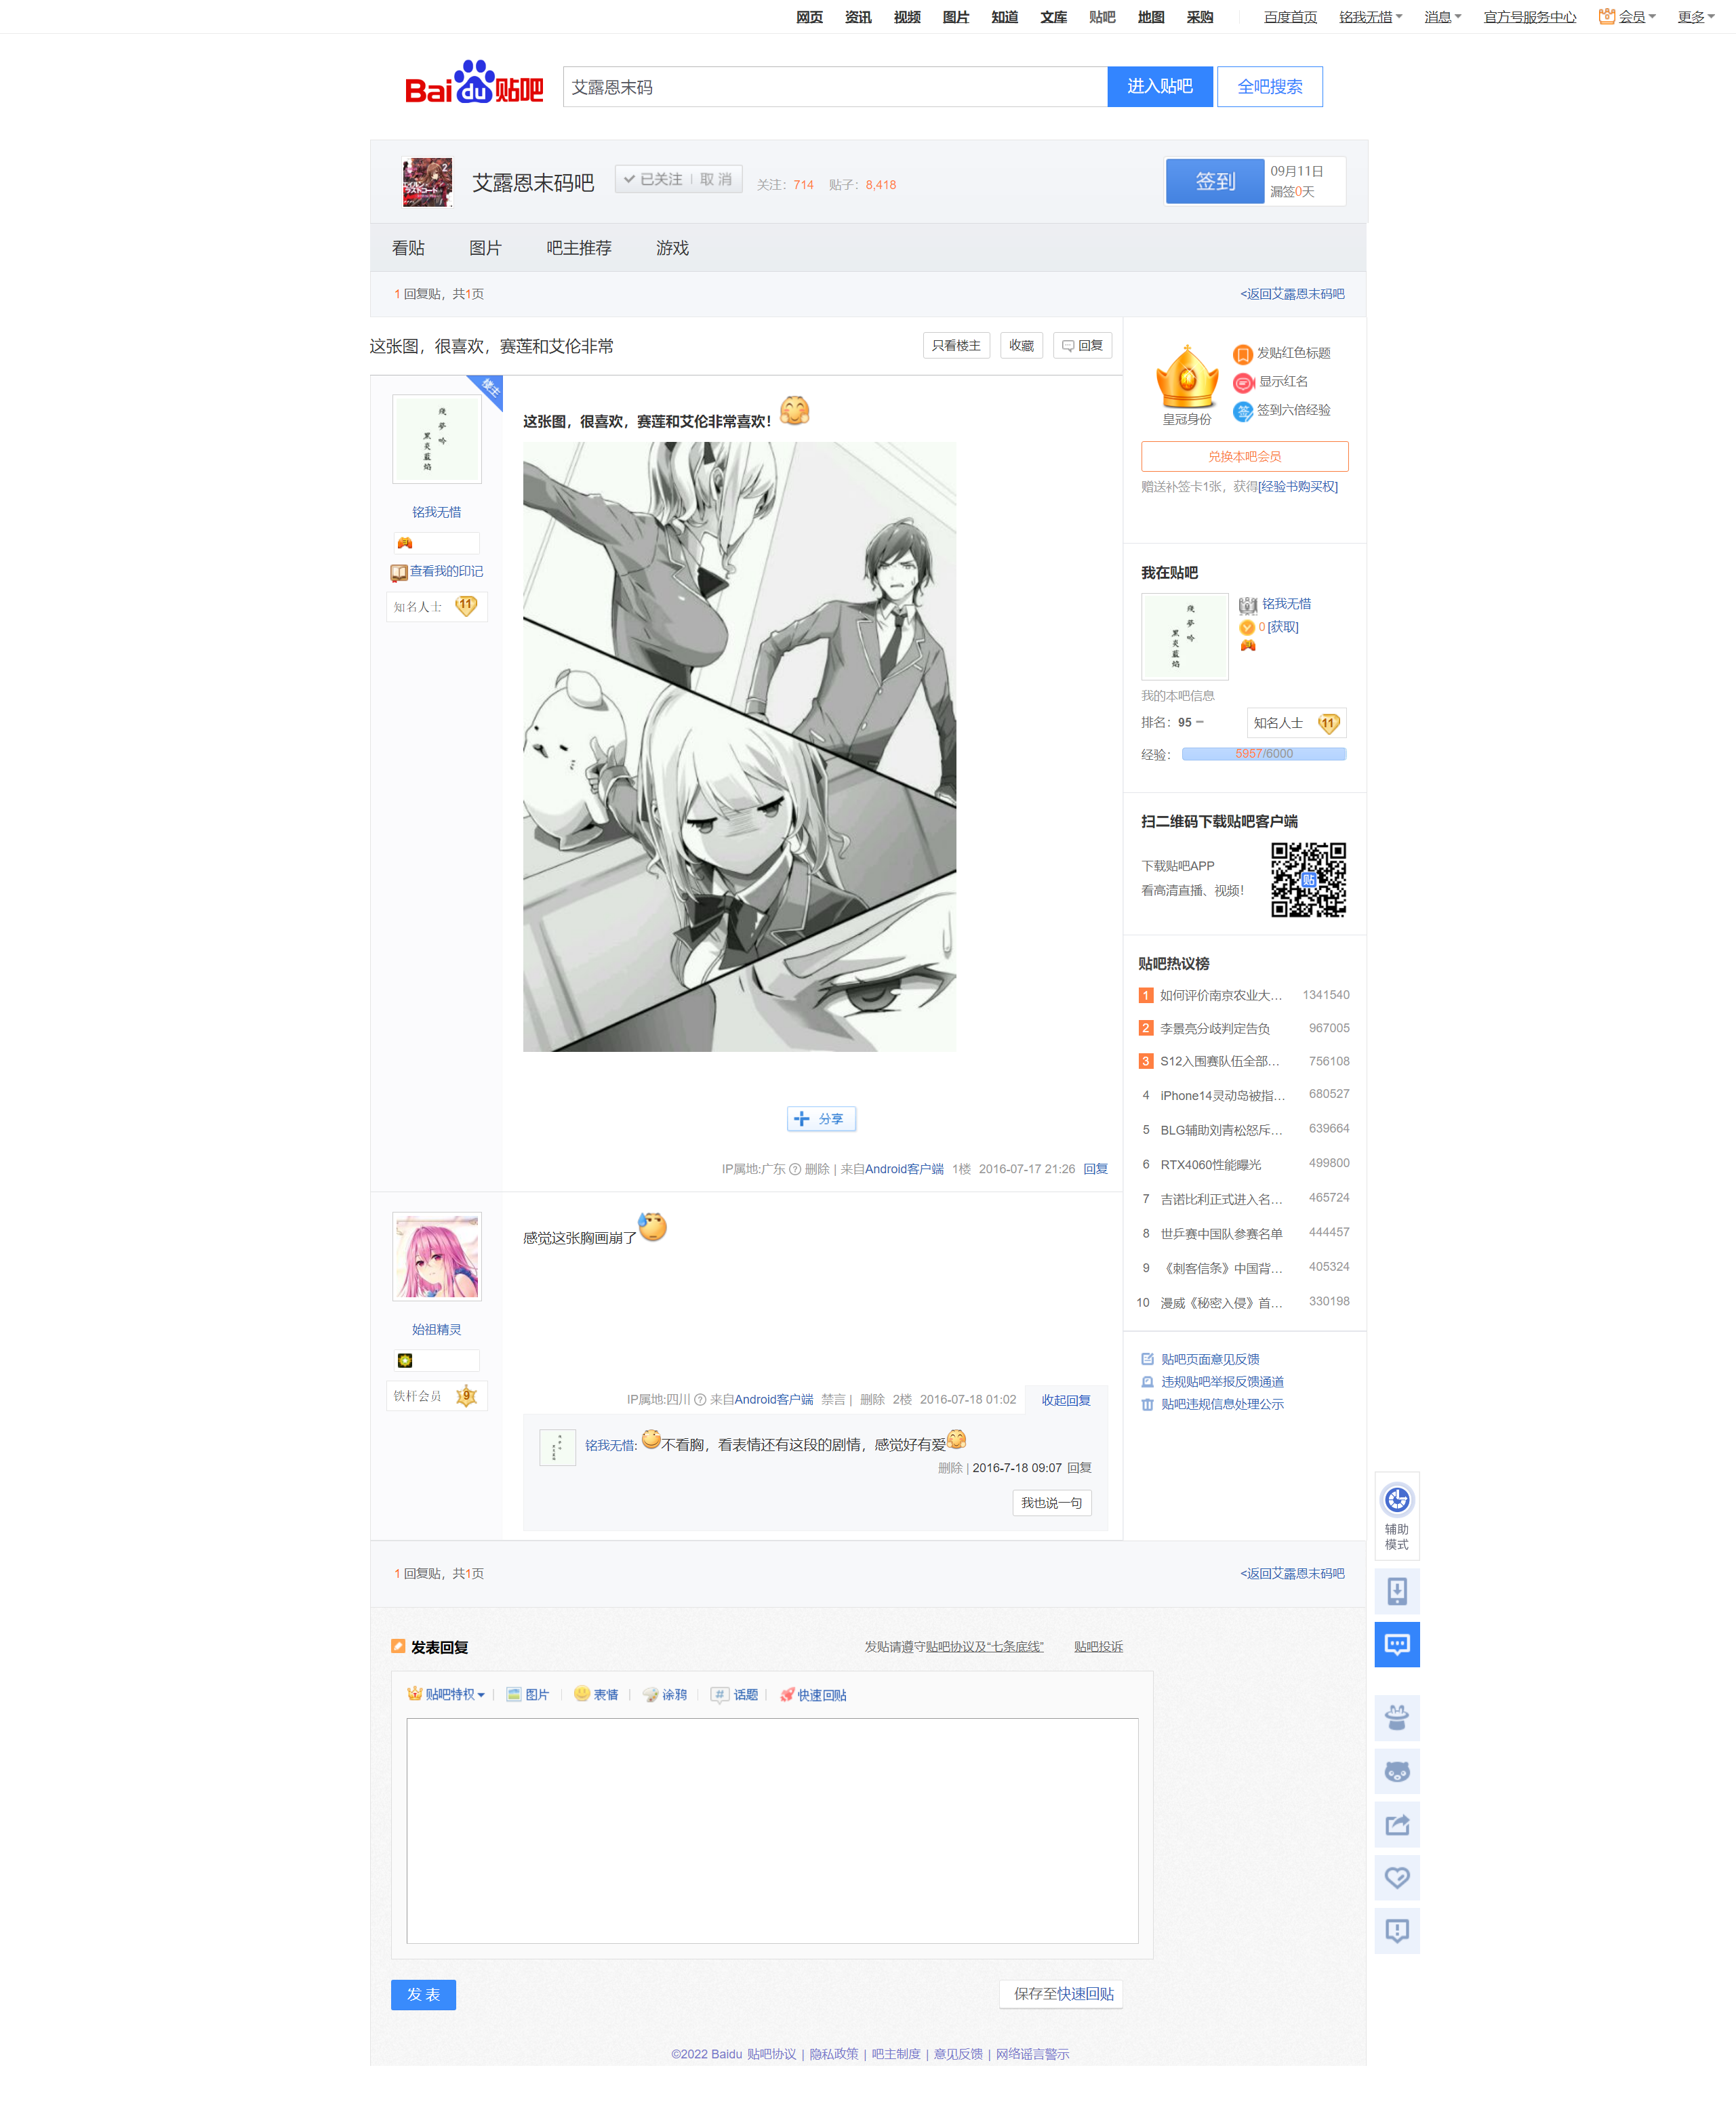 网页 资讯 视频 图片 知道 文库 贴吧 地图 采购 百度首页 铭我无惜 消息 官方号服务中心 会员 更多
Baidu贴吧 艾露恩末码 进入贴吧 全吧搜索
艾露恩末码吧 已关注 取消 关注：714 贴子：8,418
签到 09月11日
漏签0天
看贴 图片 吧主推荐 游戏
1 回复贴，共1页 <返回艾露恩末码吧
这张图，很喜欢，赛莲和艾伦非常 只看楼主 收藏 回复
楼主
残梦吟
黑炎蓝焰
铭我无惜
查看我的印记
知名人士 11
这张图，很喜欢，赛莲和艾伦非常喜欢！
分享
IP属地:广东 删除 | 来自Android客户端 1楼 2016-07-17 21:26 回复
始祖精灵
铁杆会员 9
感觉这张胸画崩了
IP属地:四川 来自Android客户端 禁言 | 删除 2楼 2016-07-18 01:02 收起回复
铭我无惜: 不看胸，看表情还有这段的剧情，感觉好有爱
删除 | 2016-7-18 09:07 回复
我也说一句
皇冠身份
发贴红色标题
显示红名
签到六倍经验
兑换本吧会员
赠送补签卡1张，获得[经验书购买权]
我在贴吧
残梦吟
黑炎蓝焰
铭我无惜
0 [获取]
我的本吧信息
排名：95 知名人士 11
经验： 5957/6000
扫二维码下载贴吧客户端
下载贴吧APP
看高清直播、视频！
贴
贴吧热议榜
1 如何评价南京农业大… 1341540
2 李景亮分歧判定告负 967005
3 S12入围赛队伍全部… 756108
4 iPhone14灵动岛被指… 680527
5 BLG辅助刘青松怒斥… 639664
6 RTX4060性能曝光 499800
7 吉诺比利正式进入名… 465724
8 世乒赛中国队参赛名单 444457
9 《刺客信条》中国背… 405324
10 漫威《秘密入侵》首… 330198
贴吧页面意见反馈
违规贴吧举报反馈通道
贴吧违规信息处理公示
1 回复贴，共1页 <返回艾露恩末码吧
辅助
模式
发表回复 发贴请遵守贴吧协议及“七条底线” 贴吧投诉
贴吧特权 图片 表情 涂鸦 话题 快速回贴
发 表 保存至快速回贴
©2022 Baidu 贴吧协议 | 隐私政策 | 吧主制度 | 意见反馈 | 网络谣言警示